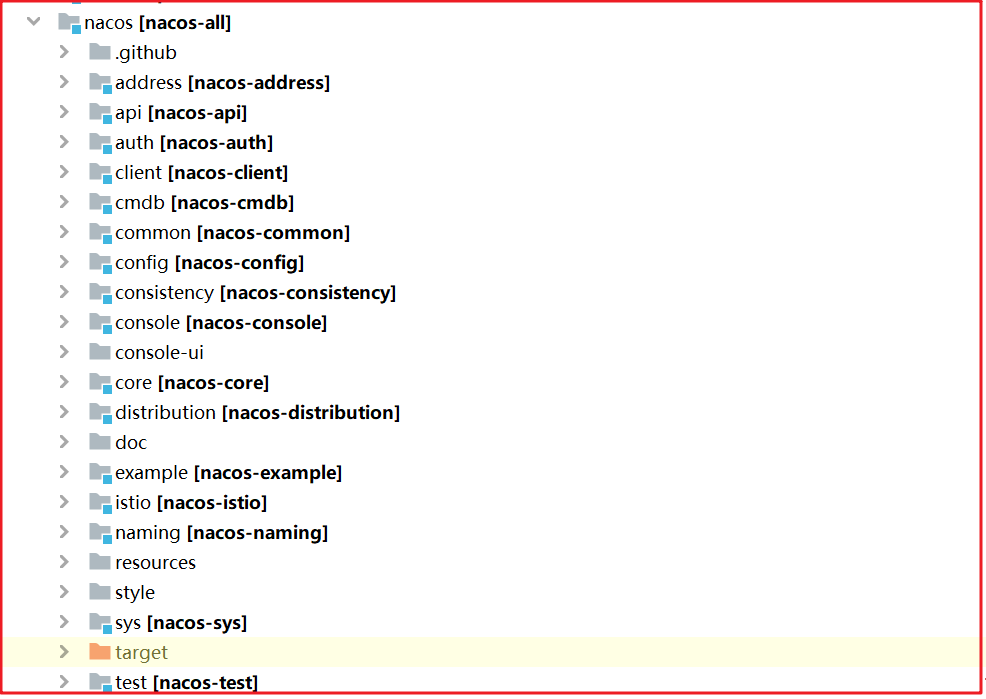 nacos [nacos-all]
.github
address [nacos-address]
api [nacos-api]
auth [nacos-auth]
client [nacos-client]
cmdb [nacos-cmdb]
common [nacos-common]
config [nacos-config]
consistency [nacos-consistency]
console [nacos-console]
console-ui
core [nacos-core]
distribution [nacos-distribution]
doc
example [nacos-example]
istio [nacos-istio]
naming [nacos-naming]
resources
style
sys [nacos-sys]
target
test [nacos-test]